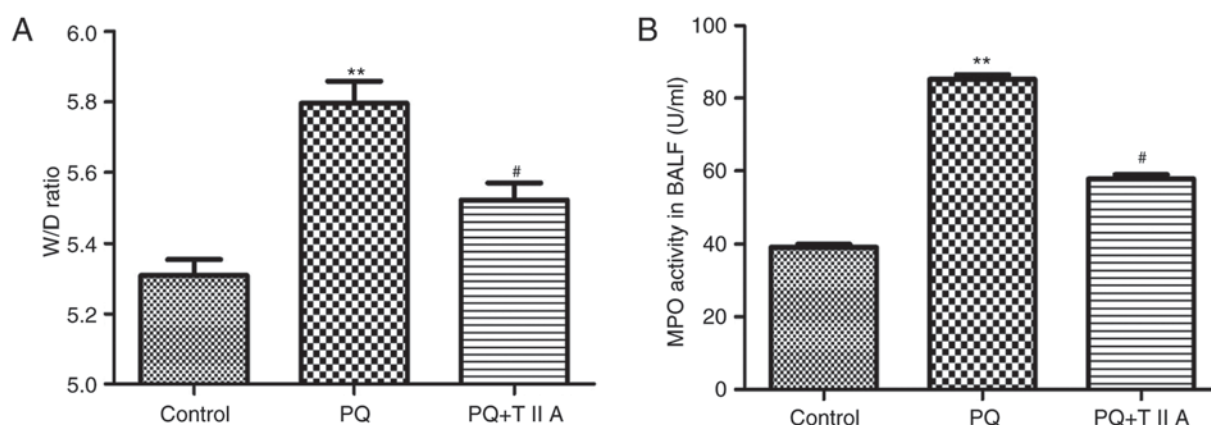 A
W/D ratio
6.0
5.8
5.6
5.4
5.2
5.0
**
#
Control
PQ
PQ+T II A
B
MPO activity in BALF (U/ml)
100
80
60
40
20
0
**
#
Control
PQ
PQ+T II A